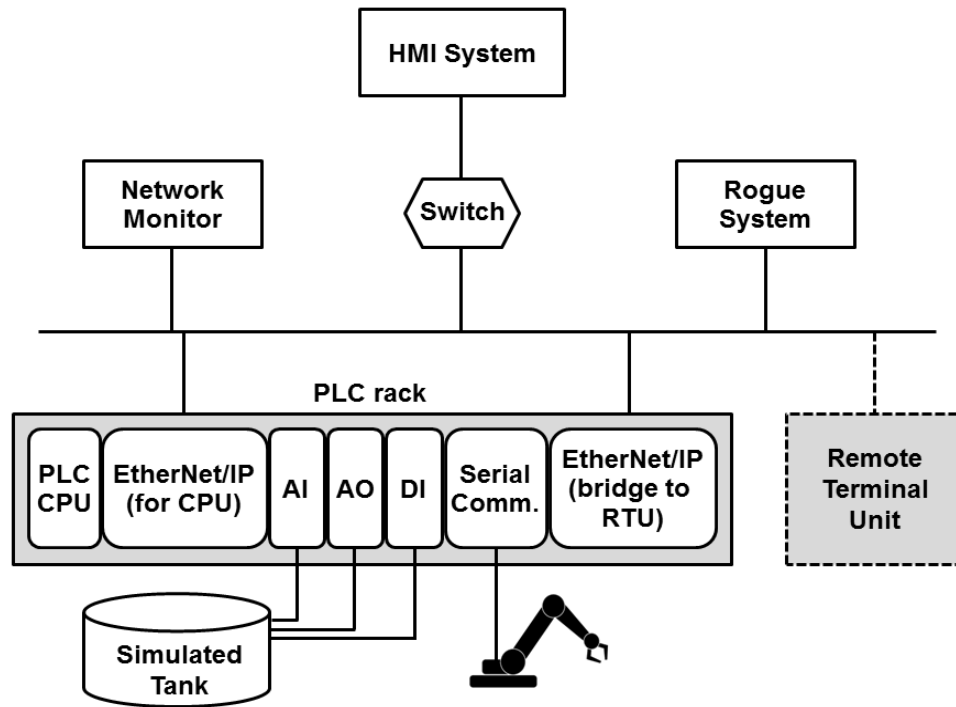 HMI System
Network
Monitor
Switch
Rogue
System
PLC rack
PLC
CPU
EtherNet/IP
(for CPU)
AI
AO
DI
Serial
Comm.
EtherNet/IP
(bridge to
RTU)
Remote
Terminal
Unit
Simulated
Tank